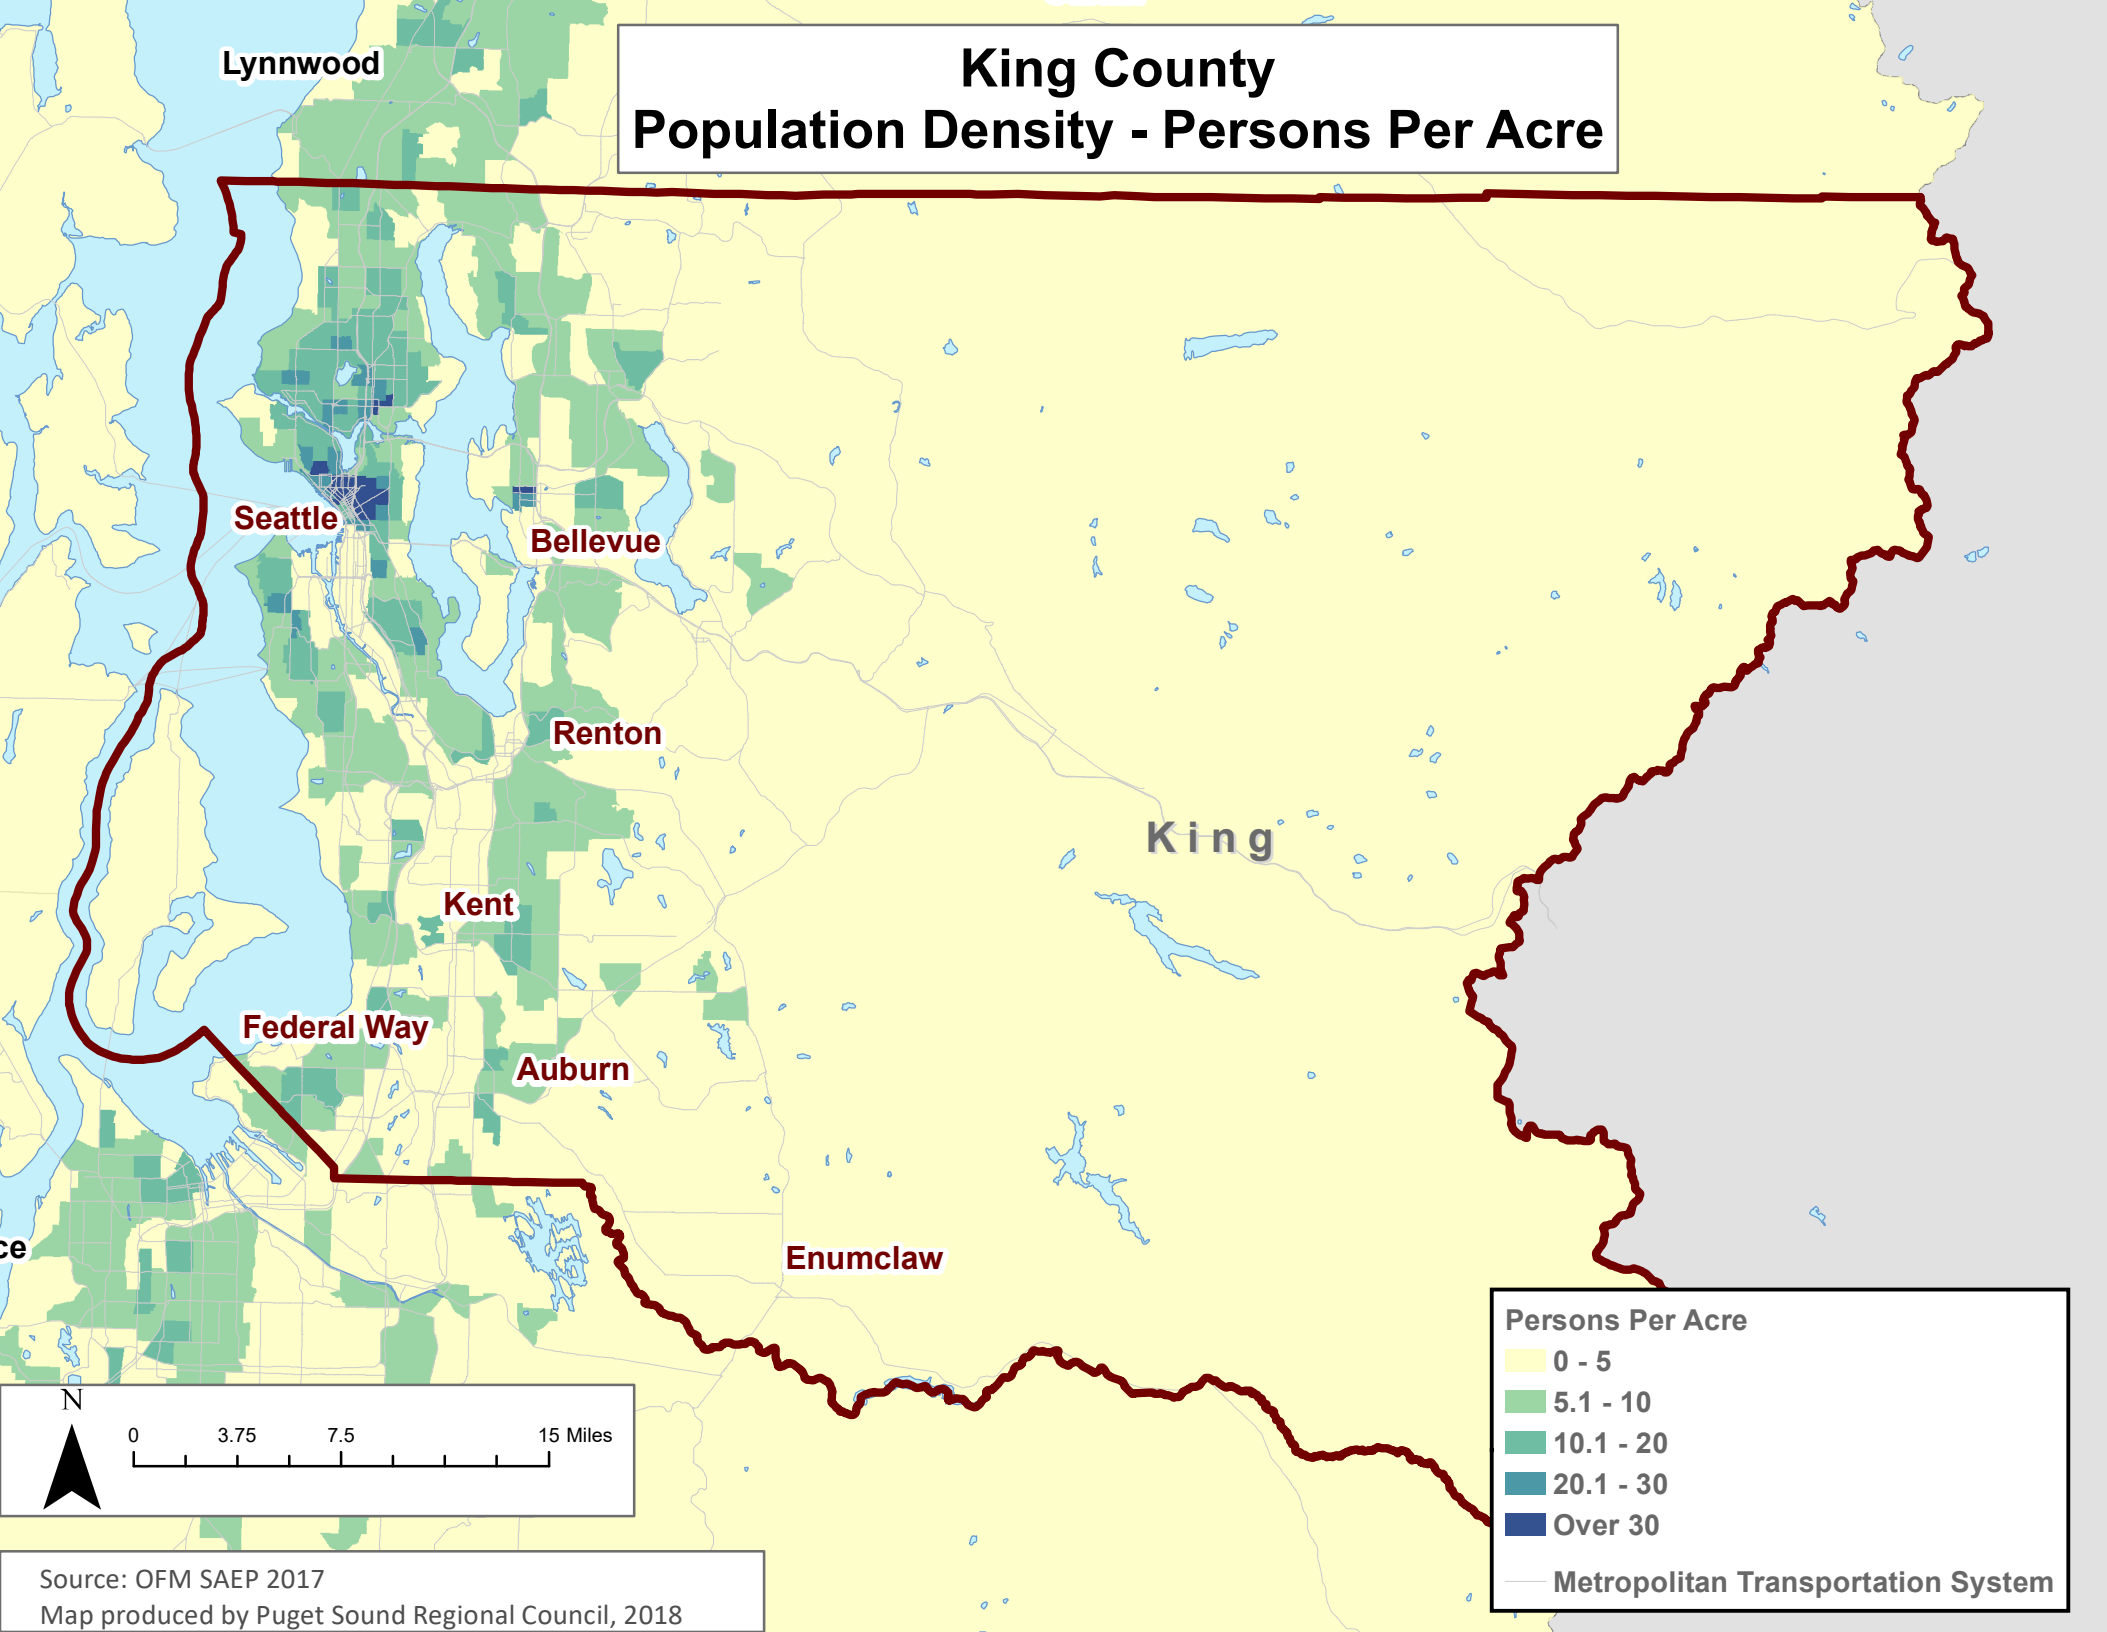 Lynnwood
King County
Population Density - Persons Per Acre
Seattle
Bellevue
Renton
King
Kent
Federal Way
Auburn
ce
Enumclaw
Persons Per Acre
0 - 5
5.1 - 10
10.1 - 20
20.1 - 30
Over 30
Metropolitan Transportation System
N
0 3.75 7.5 15 Miles
Source: OFM SAEP 2017
Map produced by Puget Sound Regional Council, 2018